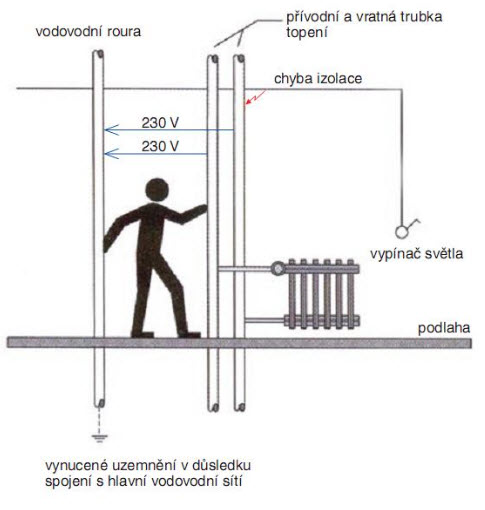 přívodní a vratná trubka
topení
vodovodní roura
chyba izolace
230 V
230 V
vypínač světla
podlaha
vynucené uzemnění v důsledku
spojení s hlavní vodovodní sítí